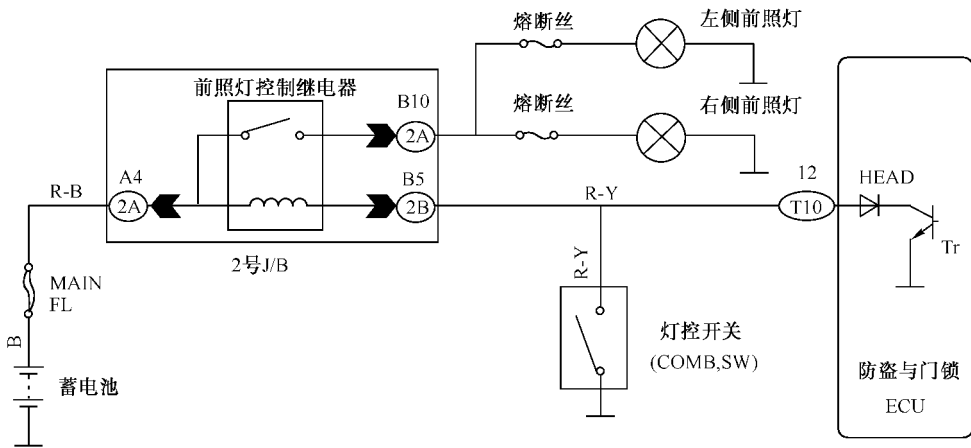 熔断丝
左侧前照灯
前照灯控制继电器
B10
2A
熔断丝
右侧前照灯
A4
2A
R-B
B5
2B
R-Y
12
T10
HEAD
Tr
2号J/B
MAIN
FL
R-Y
B
蓄电池
灯控开关
(COMB,SW)
防盗与门锁
ECU